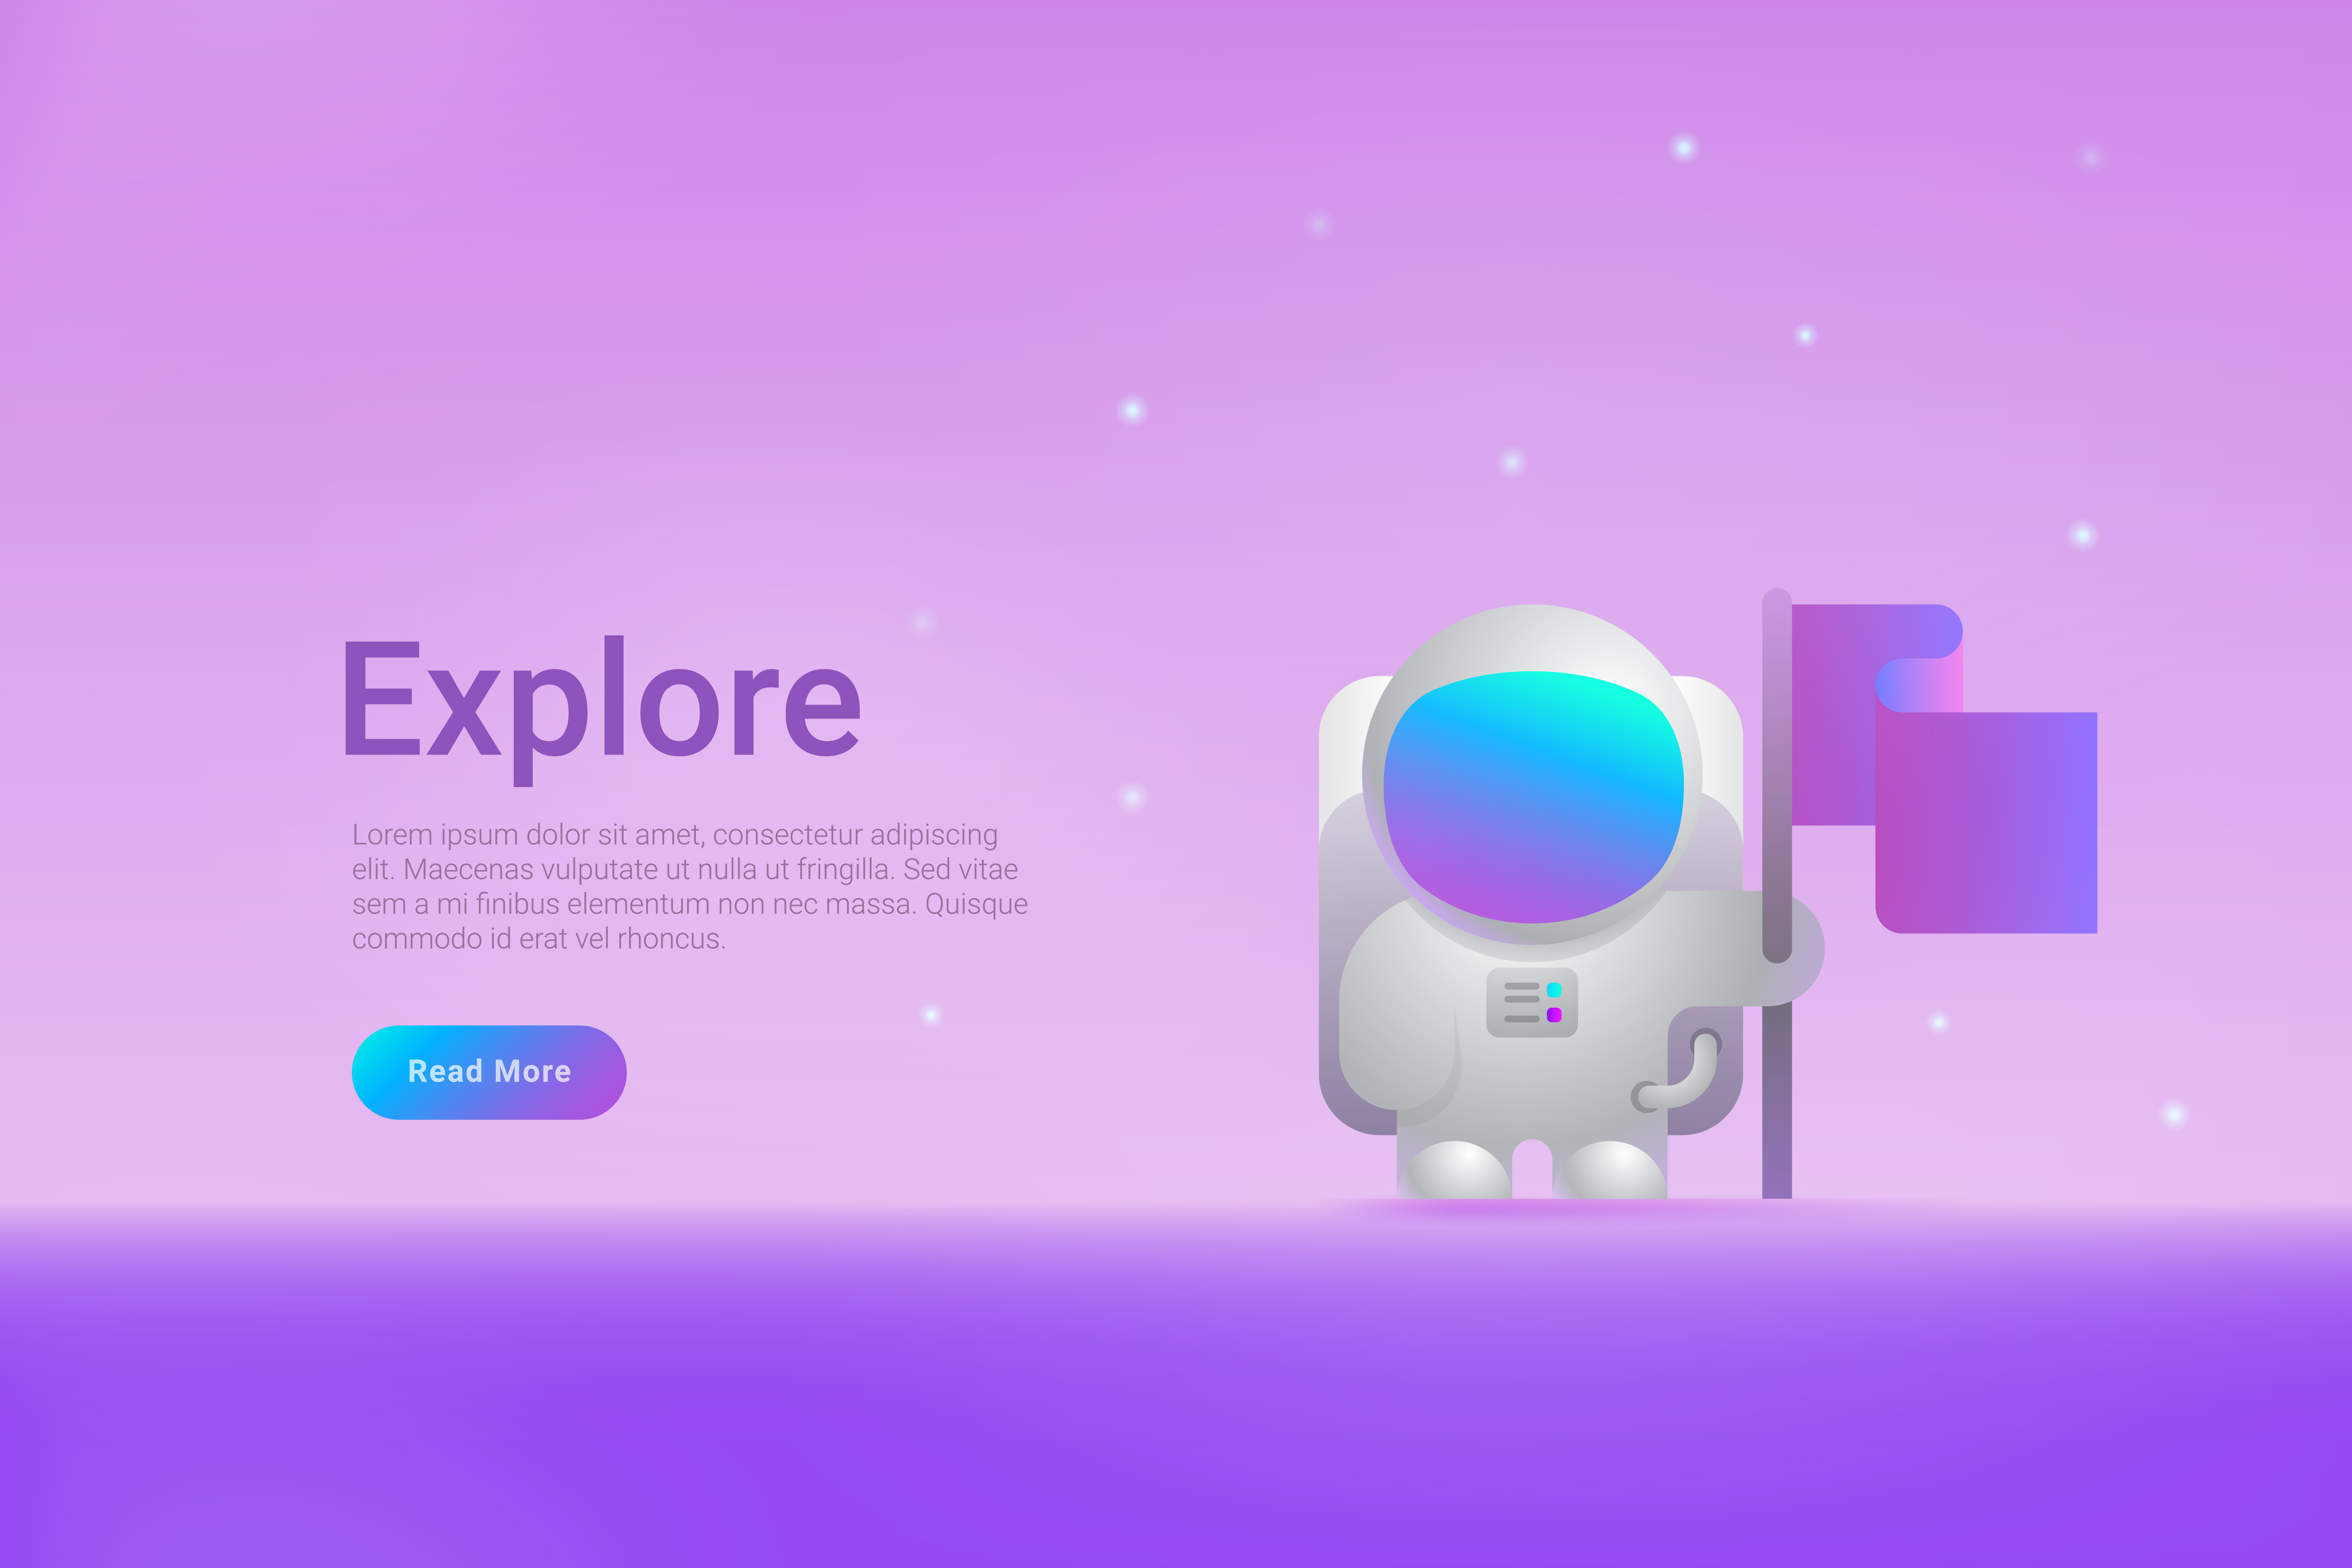 Explore
Lorem ipsum dolor sit amet, consectetur adipiscing
elit. Maecenas vulputate ut nulla ut fringilla. Sed vitae
sem a mi finibus elementum non nec massa. Quisque
commodo id erat vel rhoncus.
Read More